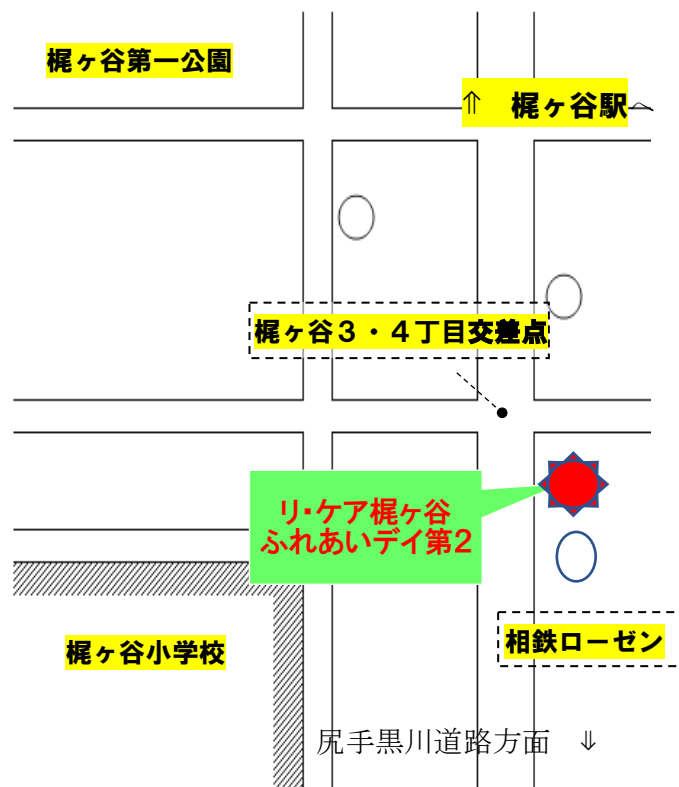 梶ヶ谷第一公園
⇑　梶ヶ谷駅へ
梶ヶ谷３・４丁目交差点
リ・ケア梶ヶ谷
ふれあいデイ第2
相鉄ローゼン
梶ヶ谷小学校
尻手黒川道路方面　⇓